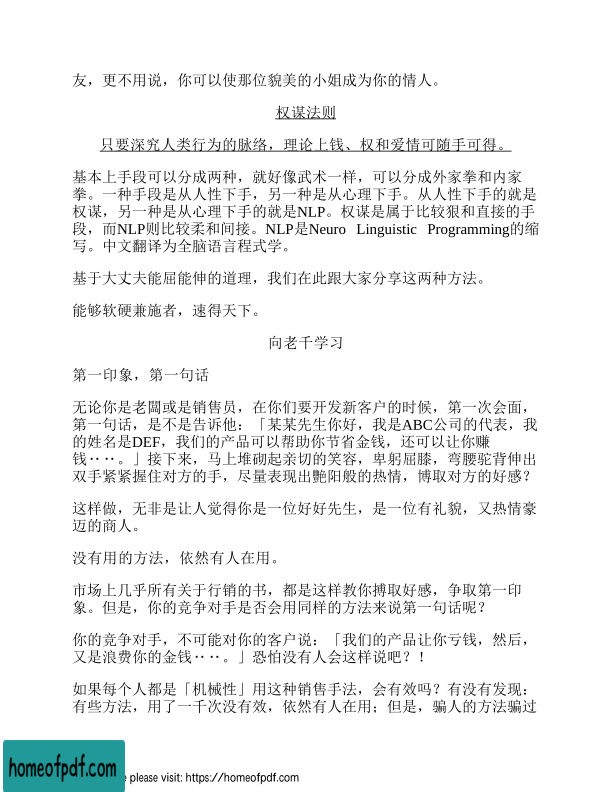 友，更不用说，你可以使那位貌美的小姐成为你的情人。
权谋法则
只要深究人类行为的脉络，理论上钱、权和爱情可随手可得。
基本上手段可以分成两种，就好像武术一样，可以分成外家拳和内家
拳。一种手段是从人性下手，另一种是从心理下手。从人性下手的就是
权谋，另一种是从心理下手的就是NLP。权谋是属于比较狠和直接的手
段，而NLP则比较柔和间接。NLP是Neuro Linguistic Programming的缩
写。中文翻译为全脑语言程式学。
基于大丈夫能屈能伸的道理，我们在此跟大家分享这两种方法。
能够软硬兼施者，速得天下。
向老千学习
第一印象，第一句话
无论你是老闆或是销售员，在你们要开发新客户的时候，第一次会面，
第一句话，是不是告诉他：「某某先生你好，我是ABC公司的代表，我
的姓名是DEF，我们的产品可以帮助你节省金钱，还可以让你赚
钱‥‥。」接下来，马上堆砌起亲切的笑容，卑躬屈膝，弯腰驼背伸出
双手紧紧握住对方的手，尽量表现出艷阳般的热情，博取对方的好感？
这样做，无非是让人觉得你是一位好好先生，是一位有礼貌，又热情豪
迈的商人。
没有用的方法，依然有人在用。
市场上几乎所有关于行销的书，都是这样教你搏取好感，争取第一印
象。但是，你的竞争对手是否会用同样的方法来说第一句话呢？
你的竞争对手，不可能对你的客户说：「我们的产品让你亏钱，然后，
又是浪费你的金钱‥‥。」恐怕没有人会这样说吧？！
如果每个人都是「机械性」用这种销售手法，会有效吗？有没有发现：
有些方法，用了一千次没有效，依然有人在用；但是，骗人的方法骗过
homeofpdf.com
e please visit: https://homeofpdf.com